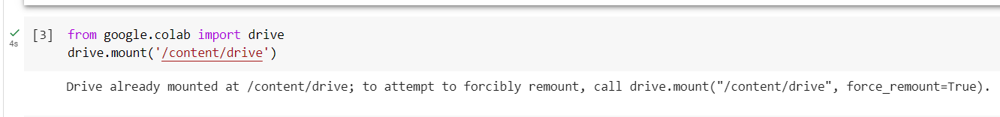 [3] from google.colab import drive
drive.mount('/content/drive')
4s
Drive already mounted at /content/drive; to attempt to forcibly remount, call drive.mount("/content/drive", force_remount=True).